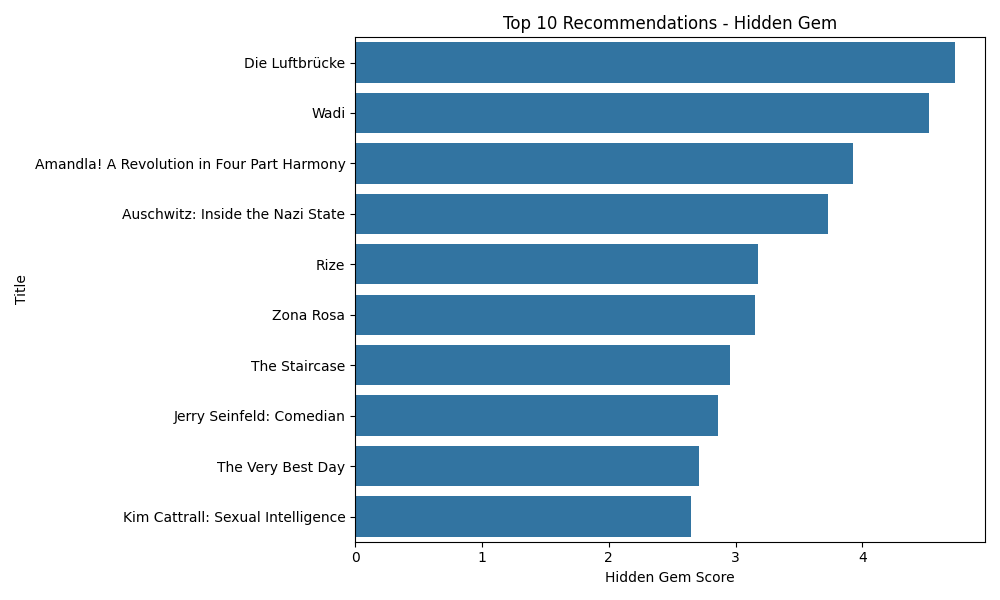 Top 10 Recommendations - Hidden Gem
Die Luftbrücke
Wadi
Amandla! A Revolution in Four Part Harmony
Auschwitz: Inside the Nazi State
Rize
Zona Rosa
The Staircase
Jerry Seinfeld: Comedian
The Very Best Day
Kim Cattrall: Sexual Intelligence
Title
0 1 2 3 4
Hidden Gem Score